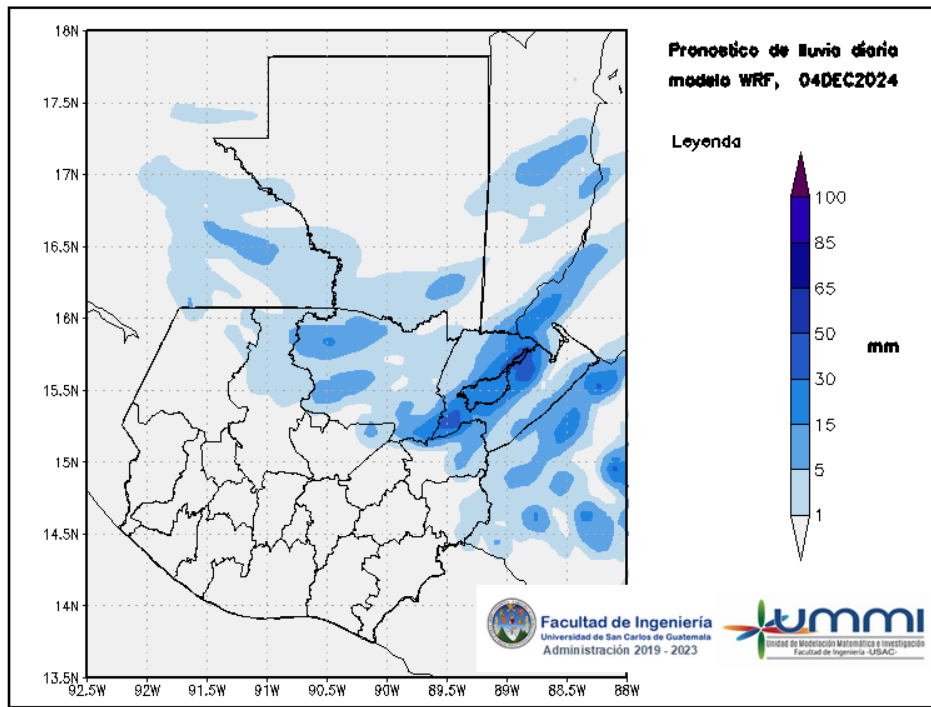 Pronostico de lluvia diaria
modelo WRF, 04DEC2024
Leyenda
100
85
65
50
30
15
5
1
mm
18N
17.5N
17N
16.5N
16N
15.5N
15N
14.5N
14N
13.5N
92.5W
92W
91.5W
91W
90.5W
90W
89.5W
89W
88.5W
88W
Facultad de Ingeniería
Universidad de San Carlos de Guatemala
Administración 2019 - 2023
UMMI
Unidad de Modelación Matemática e Investigación
Facultad de Ingeniería -USAC-